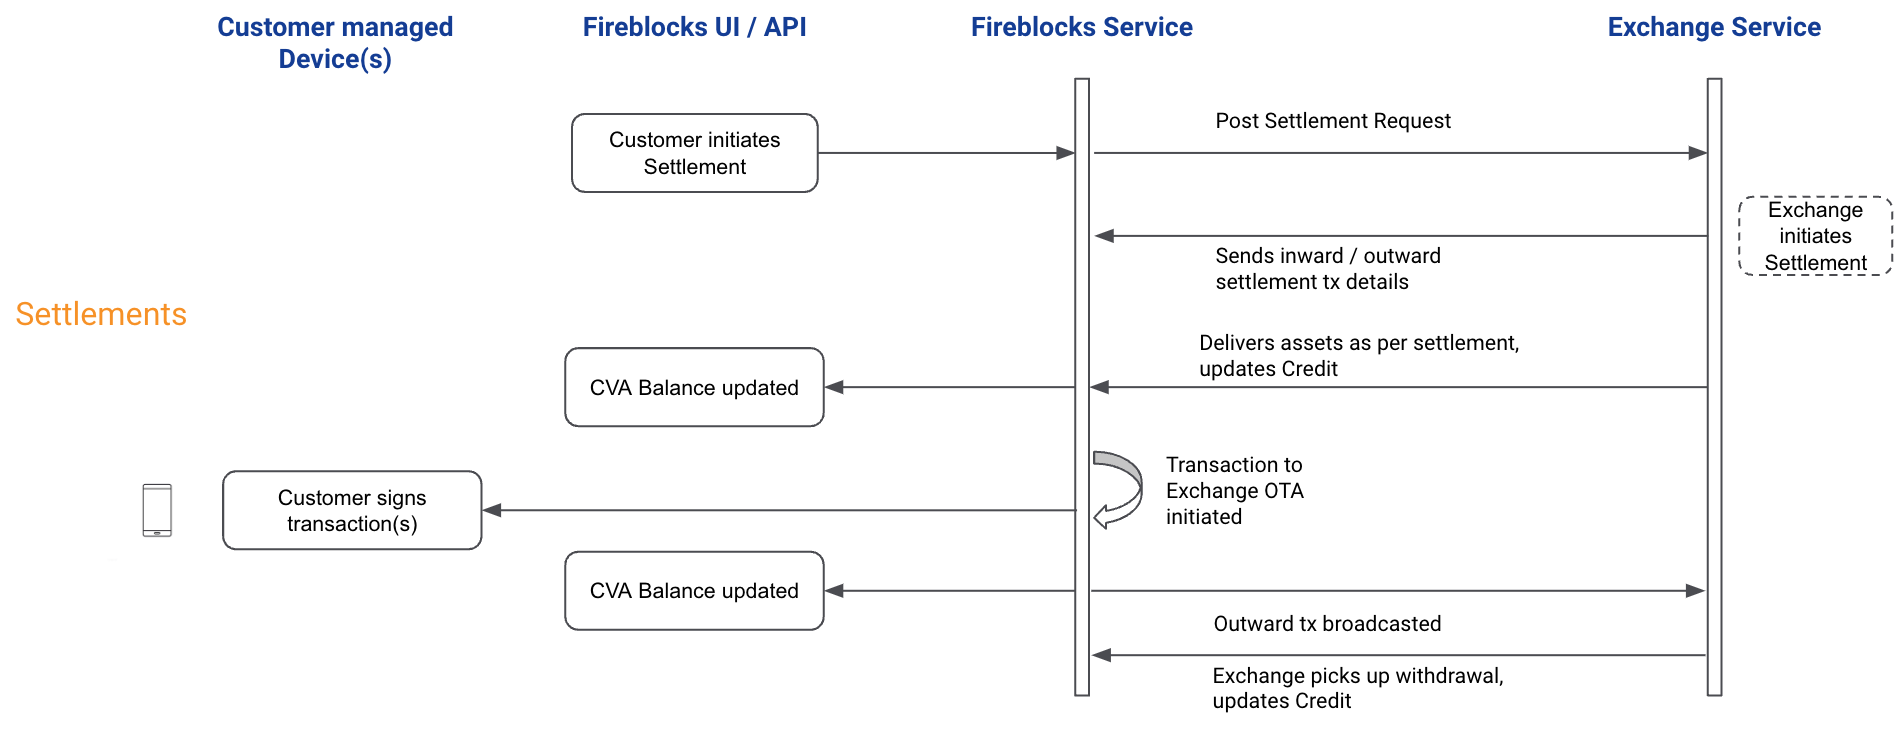 Customer managed
Device(s)
Fireblocks UI / API
Fireblocks Service
Exchange Service
Customer initiates
Settlement
Post Settlement Request
Exchange
initiates
Settlement
Sends inward / outward
settlement tx details
Settlements
Delivers assets as per settlement,
updates Credit
CVA Balance updated
Transaction to
Exchange OTA
initiated
Customer signs
transaction(s)
CVA Balance updated
Outward tx broadcasted
Exchange picks up withdrawal,
updates Credit